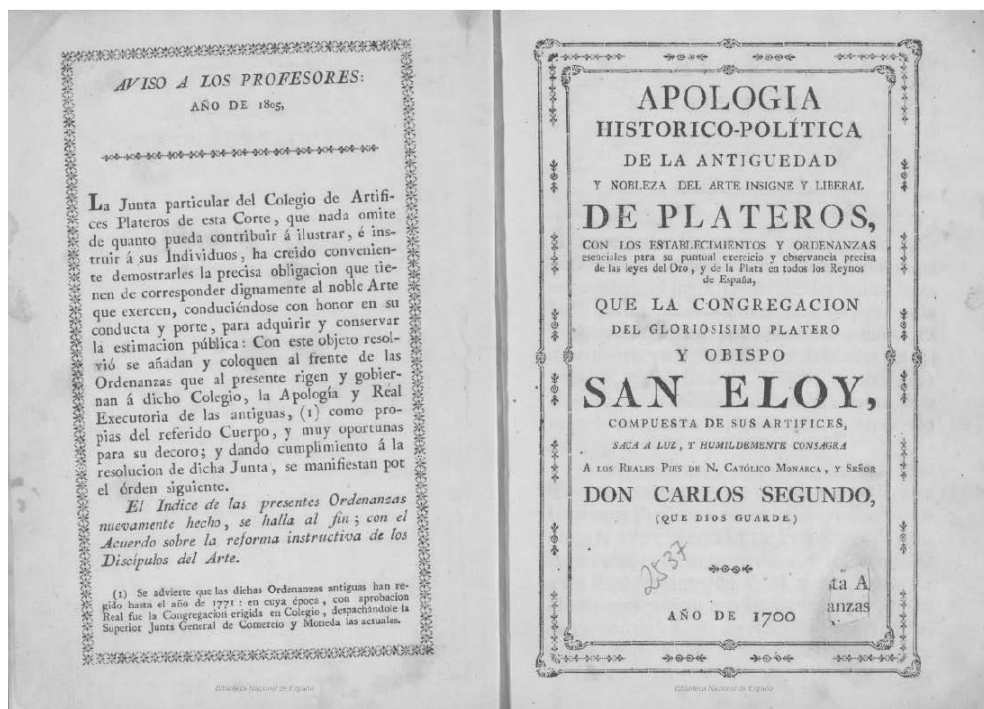 AVISO A LOS PROFESORES:
AÑO DE 1805,
La Junta particular del Colegio de Artifi-
ces Plateros de esta Corte, que nada omite
de quanto pueda contribuir á ilustrar, é ins-
truir á sus Individuos, ha creido convenien-
te demostrarles la precisa obligacion que tie-
nen de corresponder dignamente al noble Arte
que exercen, conduciéndose con honor en su
conducta y porte, para adquirir y conservar
la estimacion pública: Con este objeto resol-
vió se añadan y coloquen al frente de las
Ordenanzas que al presente rigen y gobier-
nan á dicho Colegio, la Apología y Real
Executoria de las antiguas, (1) como pro-
pias del referido Cuerpo, y muy oportunas
para su decoro; y dando cumplimiento á la
resolucion de dicha Junta, se manifiestan pot
el órden siguiente.
El Indice de las presentes Ordenanzas
nuevamente hecho, se halla al fin; con el
Acuerdo sobre la reforma instructiva de los
Discípulos del Arte.
(1) Se advierte que las dichas Ordenanzas antiguas han re-
gido hasta el año de 1771: en cuya época, con aprobacion
Real fue la Congregacion erigida en Colegio, despachándole la
Superior Junta General de Comercio y Moneda las actuales.
Biblioteca Nacional de España
APOLOGIA
HISTORICO-POLÍTICA
DE LA ANTIGUEDAD
Y NOBLEZA DEL ARTE INSIGNE Y LIBERAL
DE PLATEROS,
CON LOS ESTABLECIMIENTOS Y ORDENANZAS
esenciales para su puntual exercicio y observancia precisa
de las leyes del Oro, y de la Plata en todos los Reynos
de España,
QUE LA CONGREGACION
DEL GLORIOSISIMO PLATERO
Y OBISPO
SAN ELOY,
COMPUESTA DE SUS ARTIFICES,
SACA A LUZ, Y HUMILDEMENTE CONSAGRA
A LOS REALES PIES DE N. CATÓLICO MONARCA, Y SEÑOR
DON CARLOS SEGUNDO,
(QUE DIOS GUARDE)
2537
ta A
anzas
AÑO DE 1700
Biblioteca Nacional de España